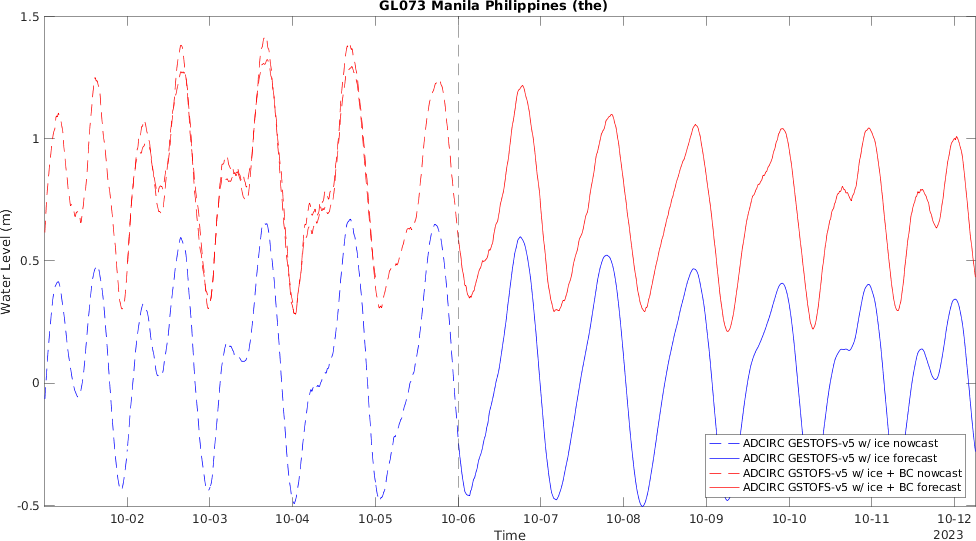 GL073 Manila Philippines (the)
1.5
1
0.5
0
-0.5
Water Level (m)
ADCIRC GESTOFS-v5 w/ ice nowcast
ADCIRC GESTOFS-v5 w/ ice forecast
ADCIRC GSTOFS-v5 w/ ice + BC nowcast
ADCIRC GSTOFS-v5 w/ ice + BC forecast
10-02 10-03 10-04 10-05 10-06 10-07 10-08 10-09 10-10 10-11 10-12
Time
2023